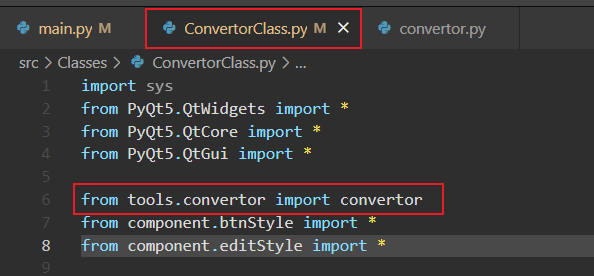 main.py M ConvertorClass.py M × convertor.py
src > Classes > ConvertorClass.py > ...
1 import sys
2 from PyQt5.QtWidgets import *
3 from PyQt5.QtCore import *
4 from PyQt5.QtGui import *
5
6 from tools.convertor import convertor
7 from component.btnStyle import *
8 from component.editStyle import *
9